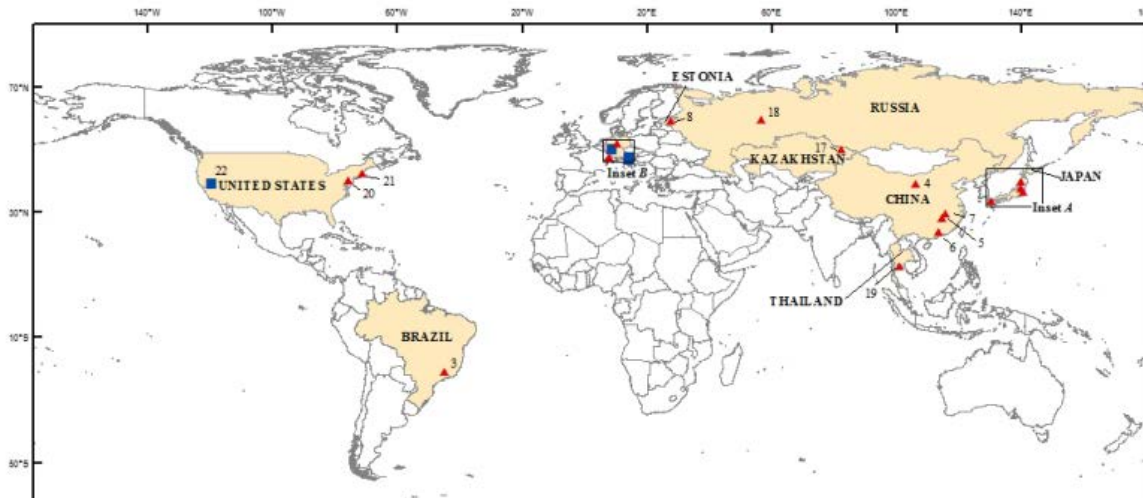 140°W 100°W 60°W 20°W 20°E 60°E 100°E 140°E
70°N
ESTONIA
8
18
RUSSIA
17
KAZAKHSTAN
22
UNITED STATES
21
20
Inset B
4
JAPAN
CHINA
Inset A
30°N
7
5
6
THAILAND
19
10°S
BRAZIL
3
50°S